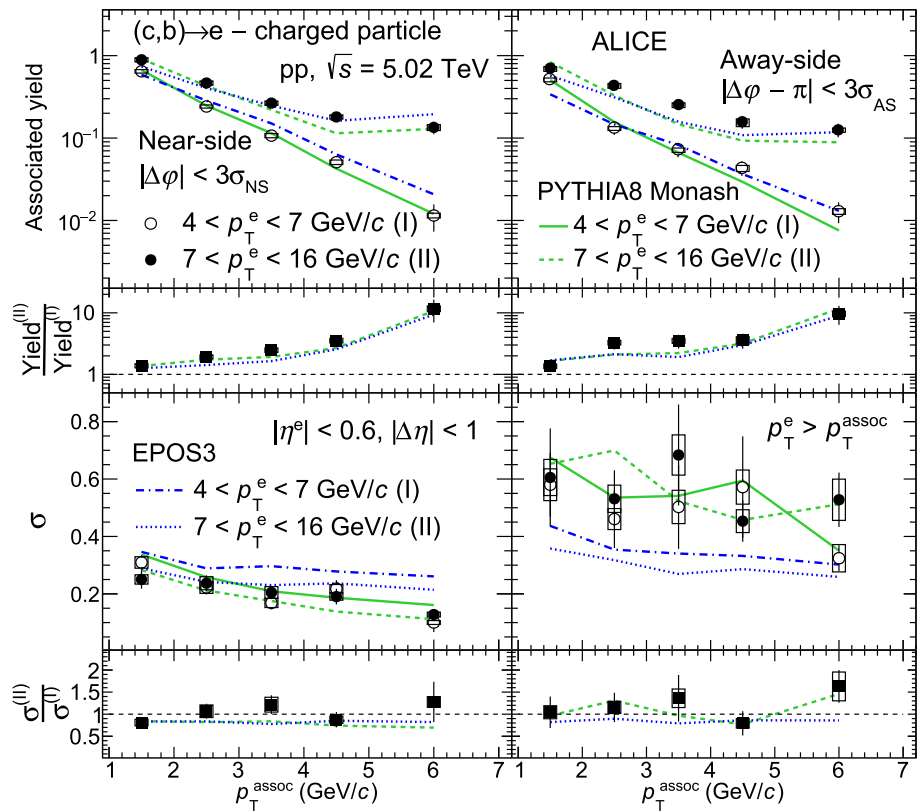 (c,b)→e − charged particle
pp, √s = 5.02 TeV
Near-side
|Δφ| < 3σ_NS
4 < p_T^e < 7 GeV/c (I)
7 < p_T^e < 16 GeV/c (II)
Associated yield
1
10^−1
10^−2
ALICE
Away-side
|Δφ − π| < 3σ_AS
PYTHIA8 Monash
4 < p_T^e < 7 GeV/c (I)
7 < p_T^e < 16 GeV/c (II)
Yield^(II)
Yield^(I)
10
1
|η^e| < 0.6, |Δη| < 1
EPOS3
4 < p_T^e < 7 GeV/c (I)
7 < p_T^e < 16 GeV/c (II)
σ
0.8
0.6
0.4
0.2
p_T^e > p_T^assoc
σ^(II)
σ^(I)
2
1.5
1
0.5
1 2 3 4 5 6 7
p_T^assoc (GeV/c)
1 2 3 4 5 6 7
p_T^assoc (GeV/c)